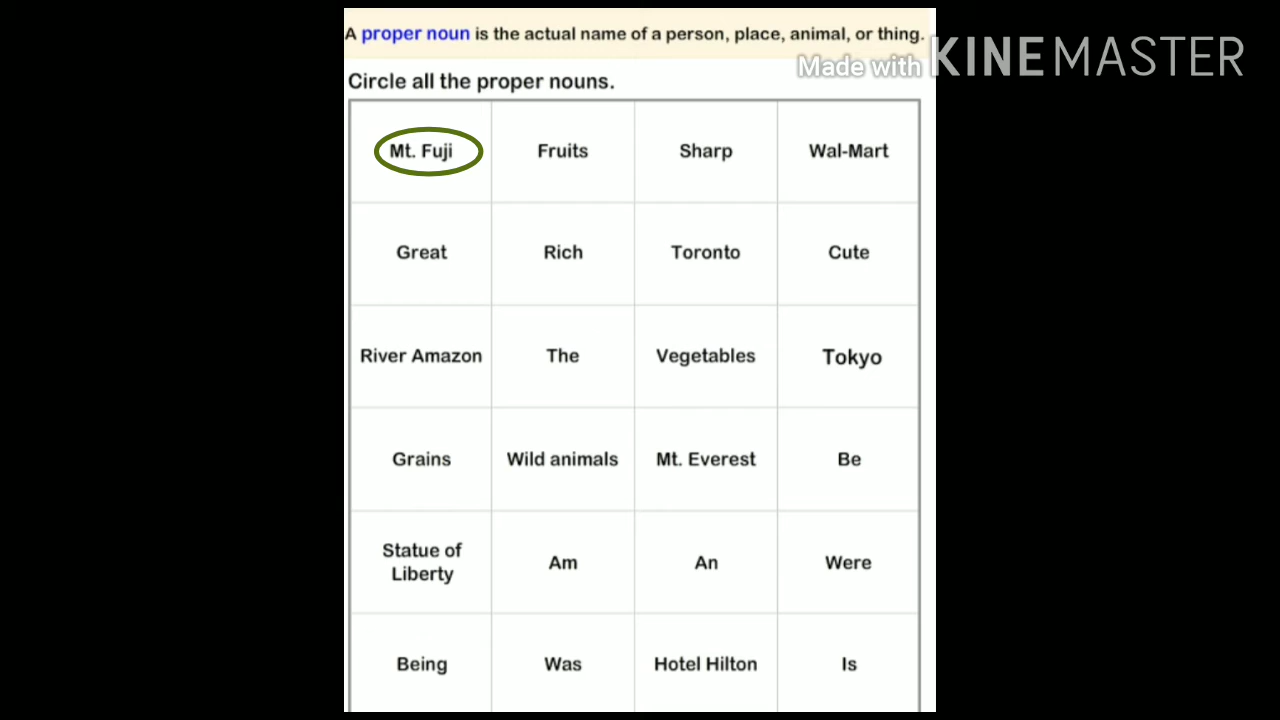 A proper noun is the actual name of a person, place, animal, or thing.
Made with KINEMASTER
Circle all the proper nouns.
Mt. Fuji Fruits Sharp Wal-Mart
Great Rich Toronto Cute
River Amazon The Vegetables Tokyo
Grains Wild animals Mt. Everest Be
Statue of
Liberty Am An Were
Being Was Hotel Hilton Is